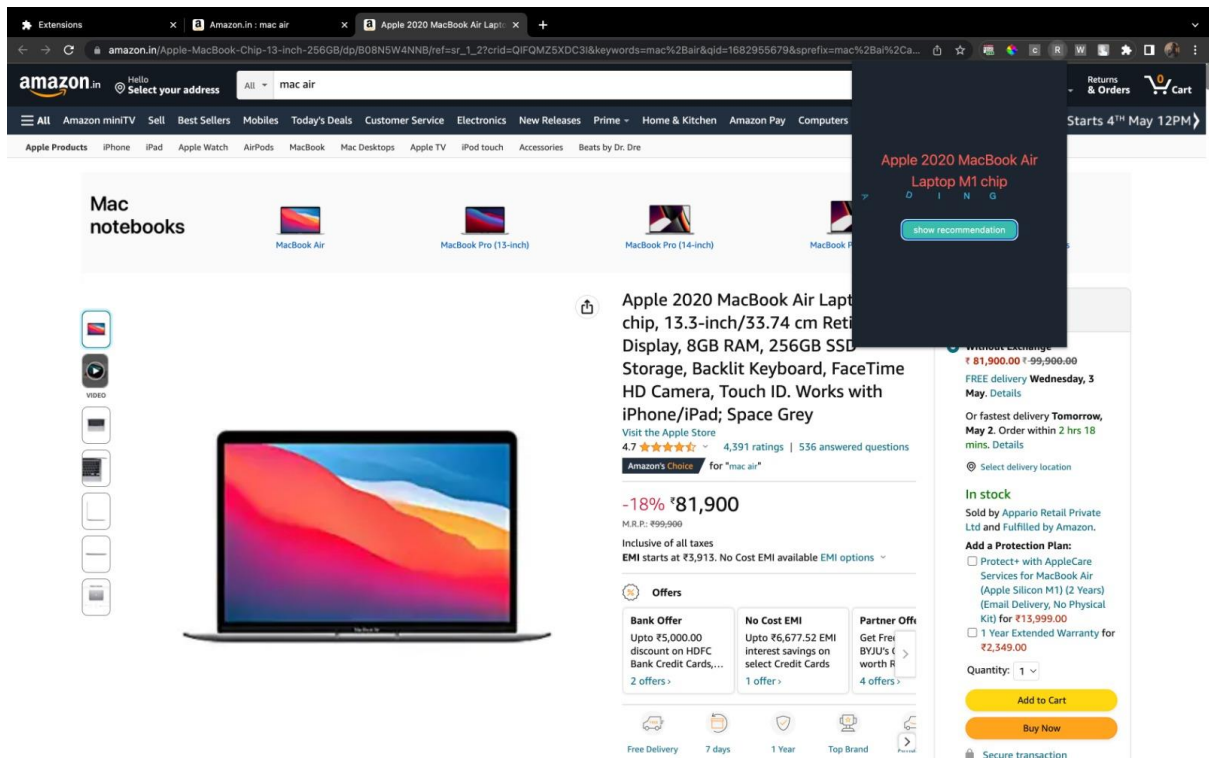 Extensions
Amazon.in : mac air
Apple 2020 MacBook Air Lapto
amazon.in/Apple-MacBook-Chip-13-inch-256GB/dp/B08N5W4NNB/ref=sr_1_2?crid=QIFQMZ5XDC3I&keywords=mac%2Bair&qid=1682955679&sprefix=mac%2Bai%2Ca...
amazon.in
Hello
Select your address
All
mac air
Returns
& Orders
0
Cart
All Amazon miniTV Sell Best Sellers Mobiles Today's Deals Customer Service Electronics New Releases Prime Home & Kitchen Amazon Pay Computers
Starts 4TH May 12PM
Apple Products iPhone iPad Apple Watch AirPods MacBook Mac Desktops Apple TV iPod touch Accessories Beats by Dr. Dre
Apple 2020 MacBook Air
Laptop M1 chip
A D I N G
show recommendation
Mac
notebooks
MacBook Air
MacBook Pro (13-inch)
MacBook Pro (14-inch)
MacBook P
Apple 2020 MacBook Air Lapt
chip, 13.3-inch/33.74 cm Reti
Display, 8GB RAM, 256GB SSD
Storage, Backlit Keyboard, FaceTime
HD Camera, Touch ID. Works with
iPhone/iPad; Space Grey
Visit the Apple Store
4.7 4,391 ratings | 536 answered questions
Amazon's Choice for "mac air"
-18% ₹81,900
M.R.P.: ₹99,900
Inclusive of all taxes
EMI starts at ₹3,913. No Cost EMI available EMI options
Offers
Bank Offer
Upto ₹5,000.00
discount on HDFC
Bank Credit Cards,...
2 offers
No Cost EMI
Upto ₹6,677.52 EMI
interest savings on
select Credit Cards
1 offer
Partner Offe
Get Free
BYJU's
worth R
4 offers
Free Delivery
7 days
1 Year
Top Brand
VIDEO
Without Exchange
₹ 81,900.00 ₹ 99,900.00
FREE delivery Wednesday, 3
May. Details
Or fastest delivery Tomorrow,
May 2. Order within 2 hrs 18
mins. Details
Select delivery location
In stock
Sold by Appario Retail Private
Ltd and Fulfilled by Amazon.
Add a Protection Plan:
Protect+ with AppleCare
Services for MacBook Air
(Apple Silicon M1) (2 Years)
(Email Delivery, No Physical
Kit) for ₹13,999.00
1 Year Extended Warranty for
₹2,349.00
Quantity: 1
Add to Cart
Buy Now
Secure transaction